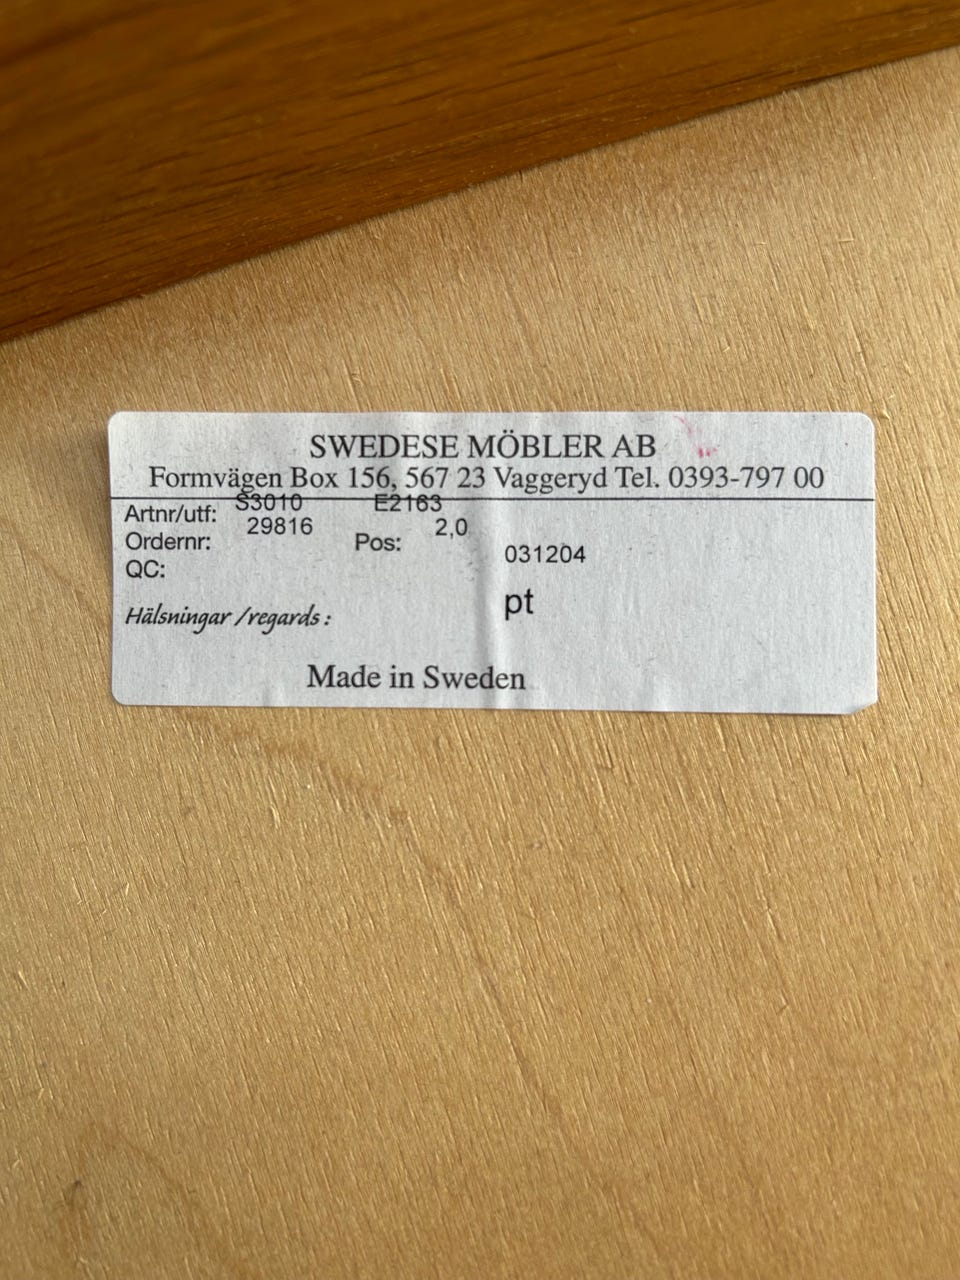 SWEDESE MÖBLER AB
Formvägen Box 156, 567 23 Vaggeryd Tel. 0393-797 00
Artnr/utf: S3010 E2163
Ordernr: 29816 Pos: 2,0
QC: 031204
Hälsningar /regards : pt
Made in Sweden